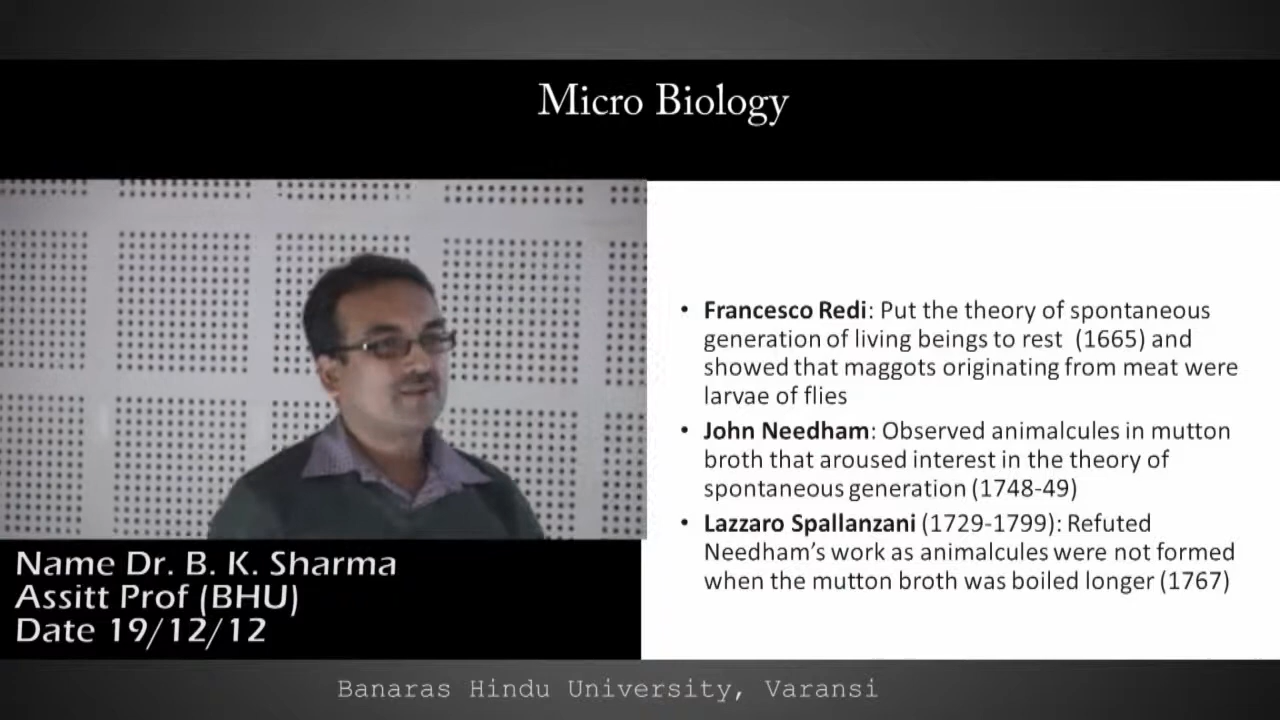 Micro Biology
• Francesco Redi: Put the theory of spontaneous
generation of living beings to rest (1665) and
showed that maggots originating from meat were
larvae of flies
• John Needham: Observed animalcules in mutton
broth that aroused interest in the theory of
spontaneous generation (1748-49)
• Lazzaro Spallanzani (1729-1799): Refuted
Needham's work as animalcules were not formed
when the mutton broth was boiled longer (1767)
Name Dr. B. K. Sharma
Assitt Prof (BHU)
Date 19/12/12
Banaras Hindu University, Varansi